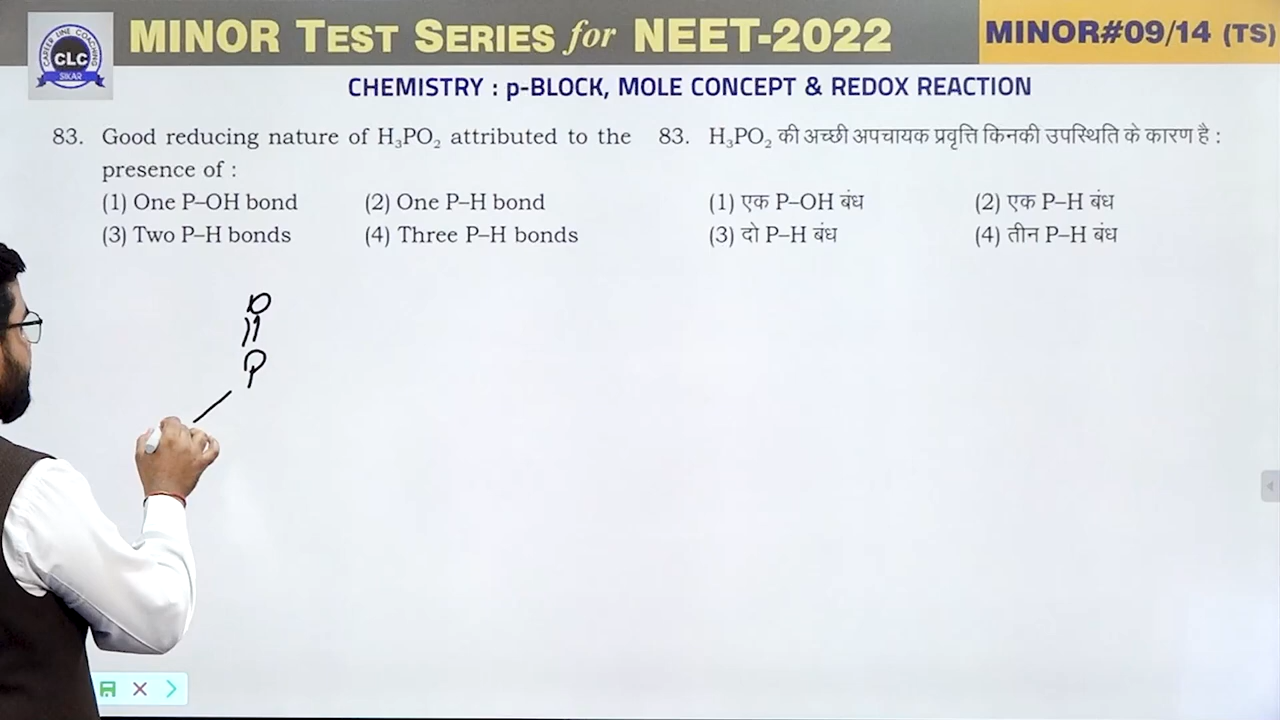 CAREER LINE COACHING
CLC
SIKAR
MINOR TEST SERIES for NEET-2022
MINOR#09/14 (TS)
CHEMISTRY : p-BLOCK, MOLE CONCEPT & REDOX REACTION
83. Good reducing nature of H₃PO₂ attributed to the
presence of :
(1) One P–OH bond (2) One P–H bond
(3) Two P–H bonds (4) Three P–H bonds
83. H₃PO₂ की अच्छी अपचायक प्रवृत्ति किनकी उपस्थिति के कारण है :
(1) एक P–OH बंध (2) एक P–H बंध
(3) दो P–H बंध (4) तीन P–H बंध
O
P